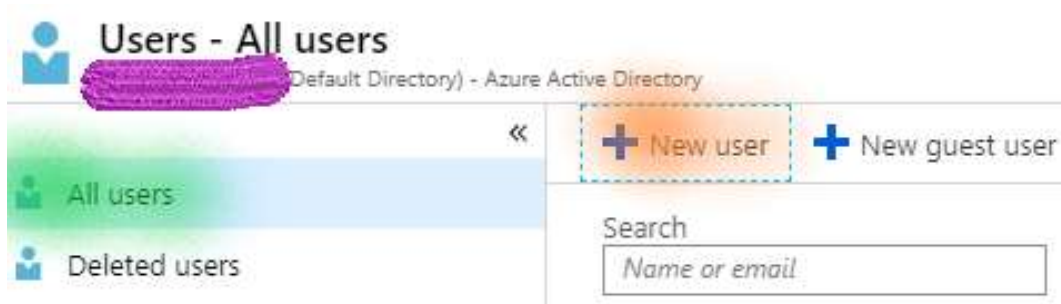 Users - All users
Default Directory) - Azure Active Directory
«
New user
New guest user
All users
Search
Name or email
Deleted users